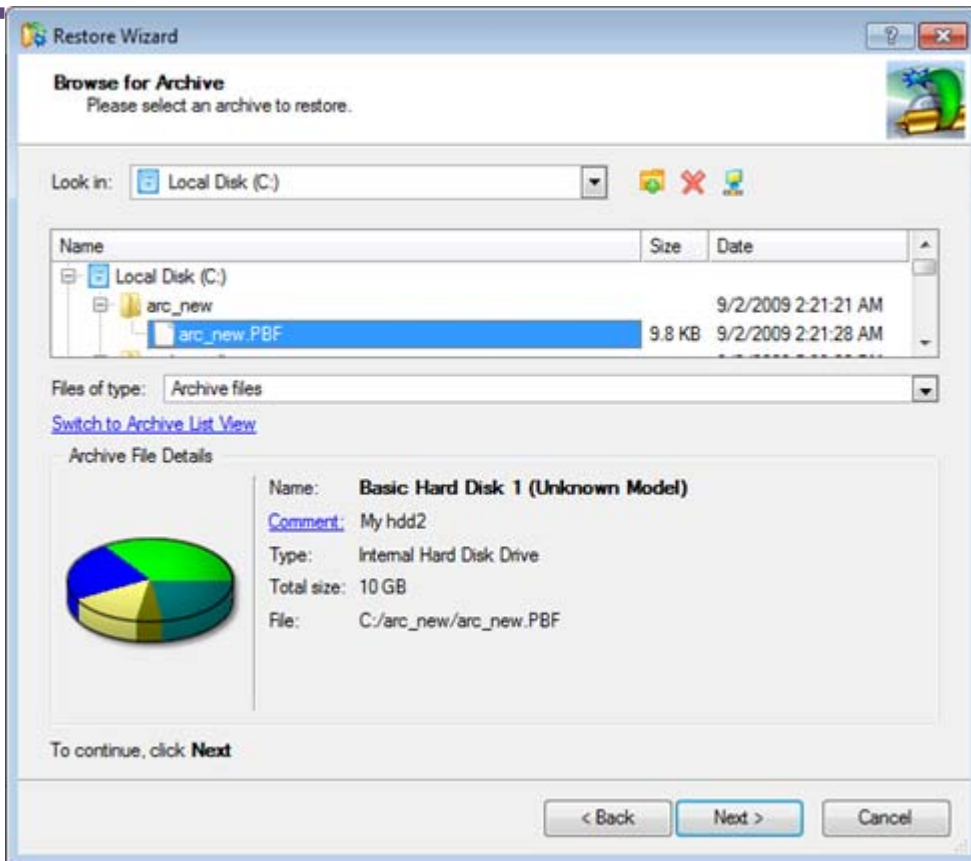 Restore Wizard
Browse for Archive
Please select an archive to restore.
Look in: Local Disk (C:)
Name Size Date
Local Disk (C:)
arc_new 9/2/2009 2:21:21 AM
arc_new.PBF 9.8 KB 9/2/2009 2:21:28 AM
Files of type: Archive files
Switch to Archive List View
Archive File Details
Name: Basic Hard Disk 1 (Unknown Model)
Comment: My hdd2
Type: Internal Hard Disk Drive
Total size: 10 GB
File: C:/arc_new/arc_new.PBF
To continue, click Next
< Back Next > Cancel